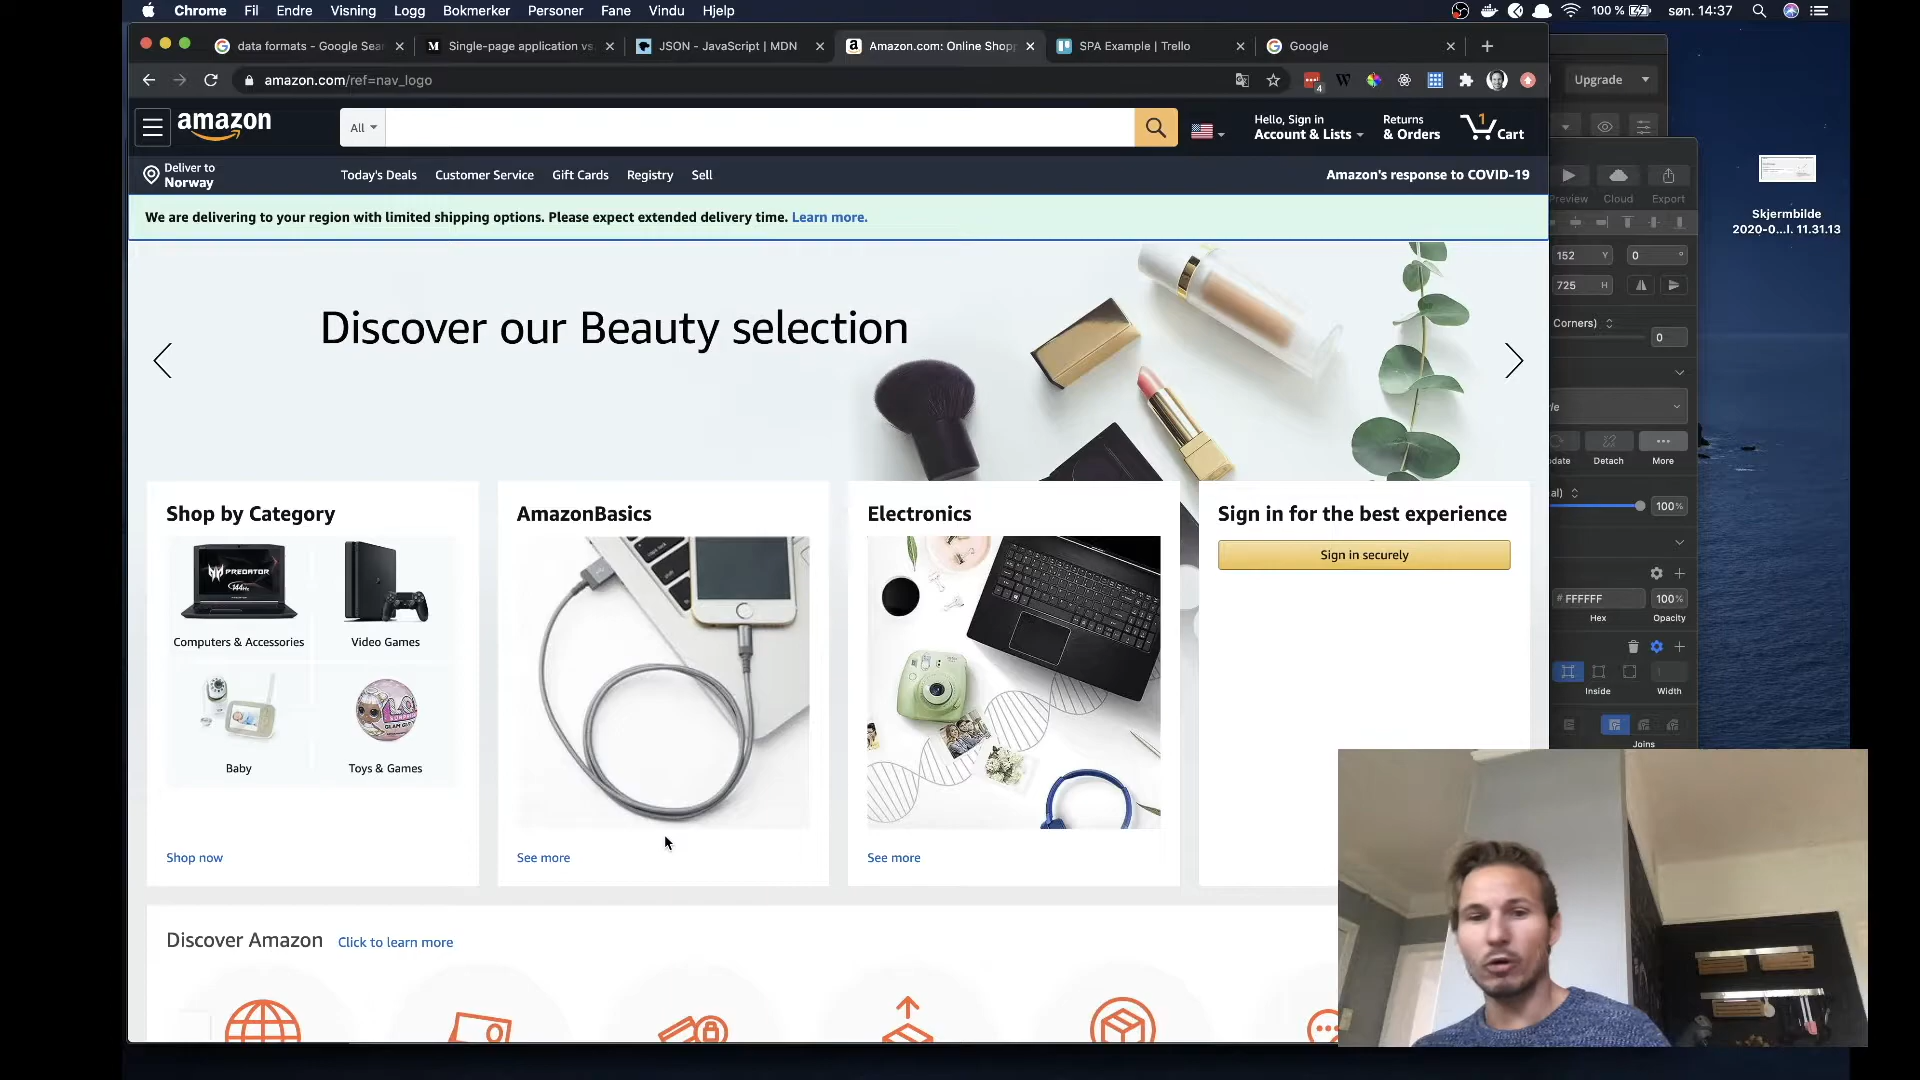 Chrome Fil Endre Visning Logg Bokmerker Personer Fane Vindu Hjelp 100 % søn. 14:37
data formats - Google Sea
Single-page application vs.
JSON - JavaScript | MDN
Amazon.com: Online Shopp
SPA Example | Trello
Google
amazon.com/ref=nav_logo
4
Upgrade
amazon
All
Hello, Sign in
Account & Lists
Returns
& Orders
1
Cart
Deliver to
Norway
Today's Deals Customer Service Gift Cards Registry Sell
Amazon's response to COVID-19
We are delivering to your region with limited shipping options. Please expect extended delivery time. Learn more.
Discover our Beauty selection
Shop by Category
PREDATOR
144Hz
Computers & Accessories
Video Games
Baby
Toys & Games
Shop now
AmazonBasics
See more
Electronics
See more
Sign in for the best experience
Sign in securely
Discover Amazon Click to learn more
Preview Cloud Export
152 Y 0 °
725 H
Corners)
0
Detach More
100%
# FFFFFF 100%
Hex Opacity
Inside Width
Joins
Skjermbilde
2020-0...l. 11.31.13